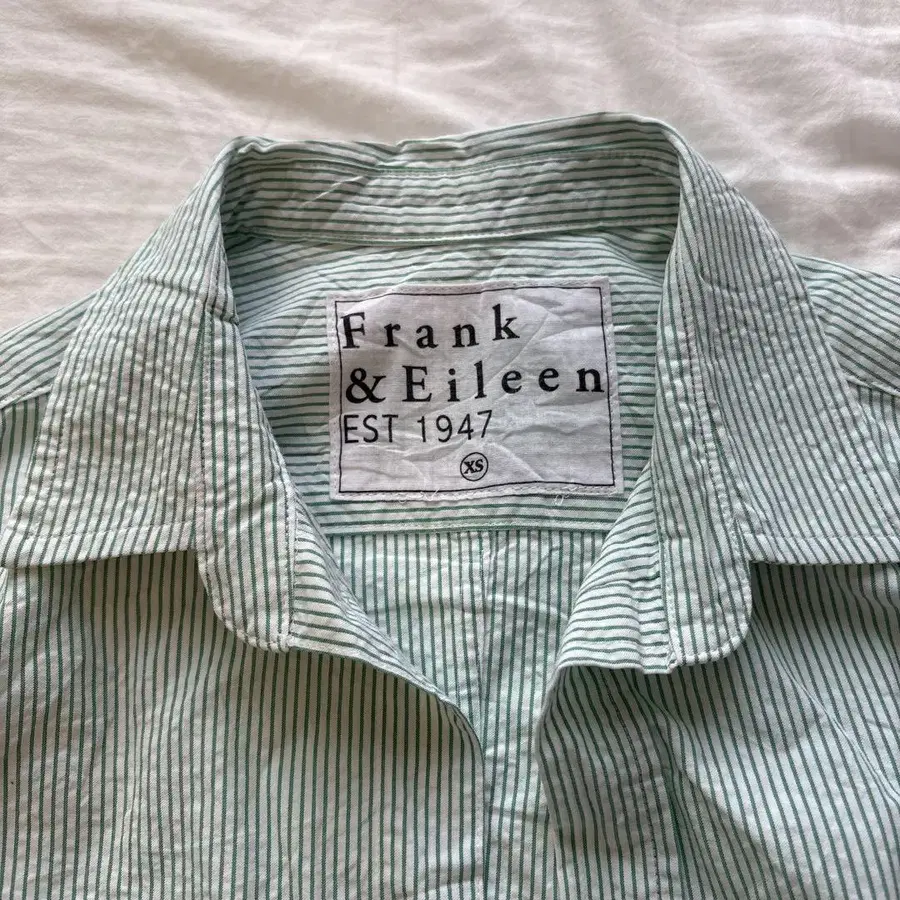 Frank
& Eileen
EST 1947
XS